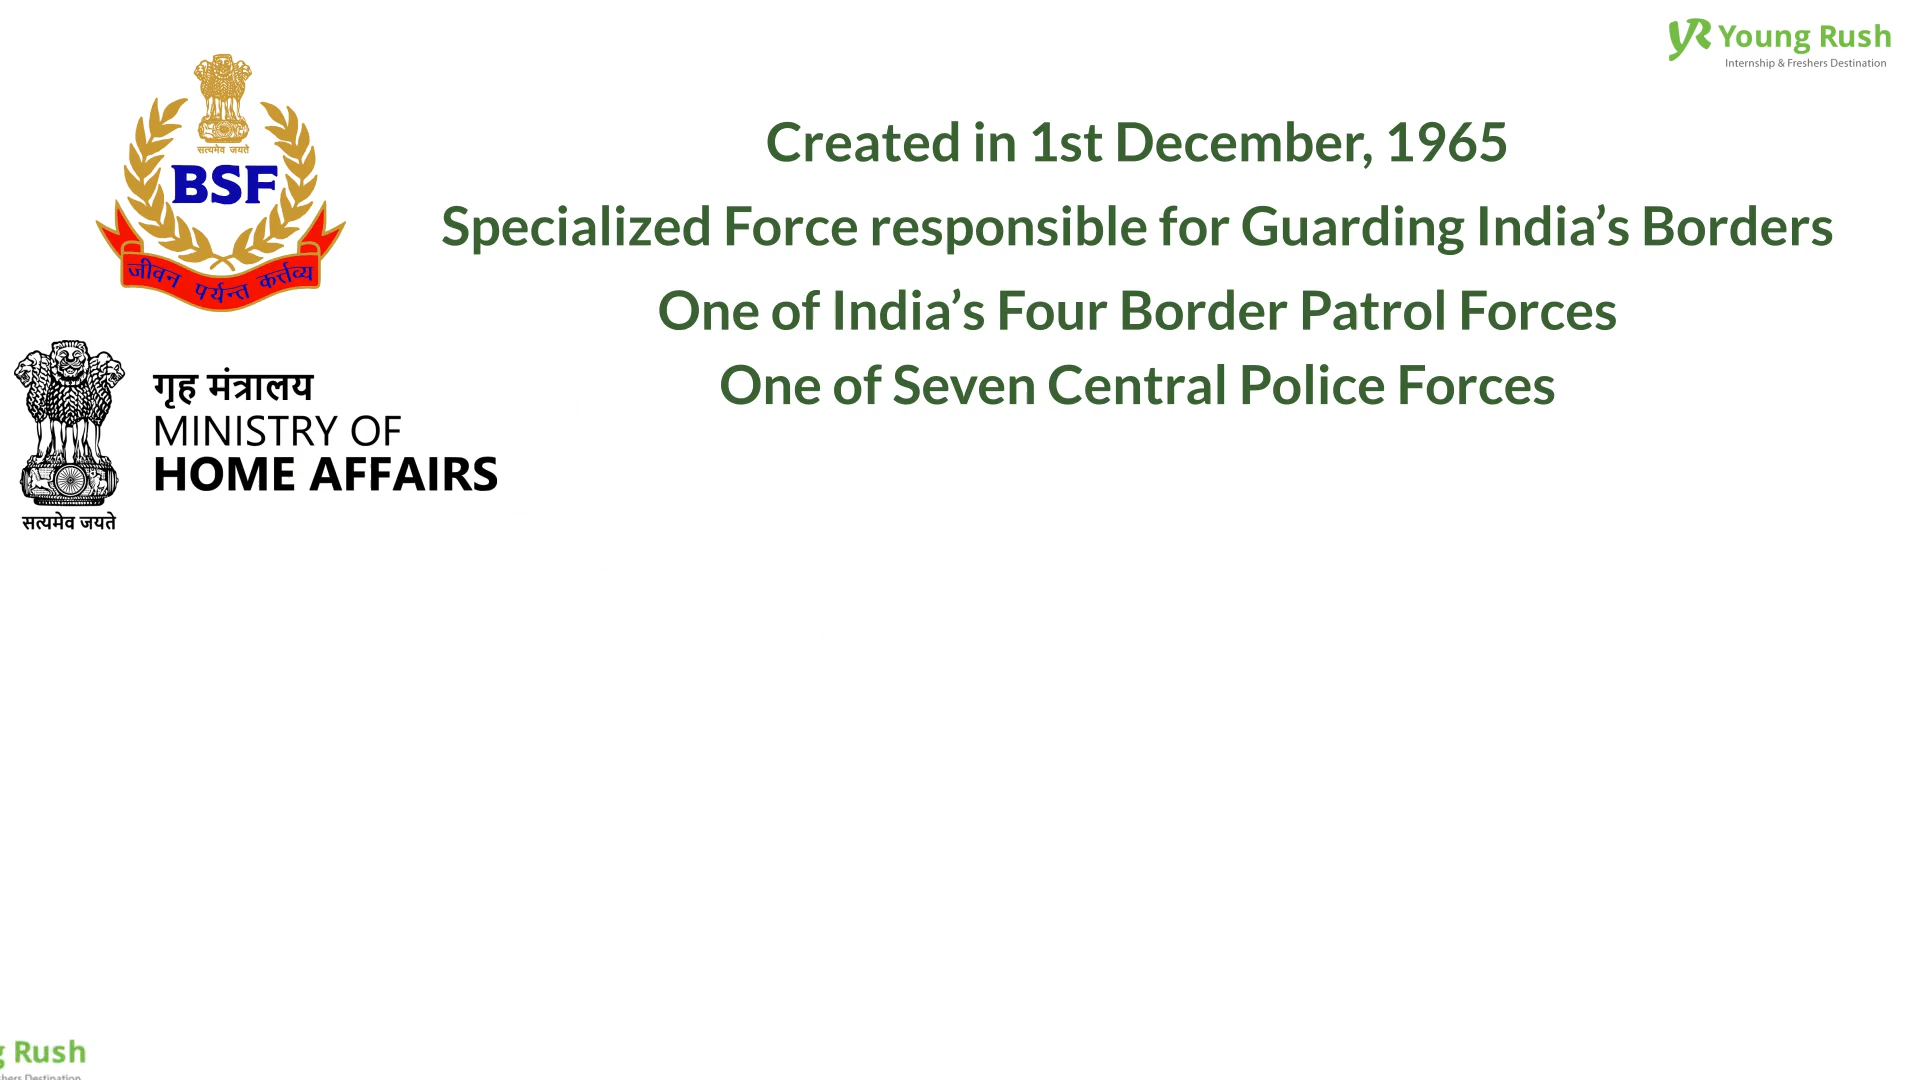 Young Rush
Internship & Freshers Destination
सत्यमेव जयते
BSF
जीवन पर्यन्त कर्त्तव्य
Created in 1st December, 1965
Specialized Force responsible for Guarding India’s Borders
One of India’s Four Border Patrol Forces
One of Seven Central Police Forces
गृह मंत्रालय
MINISTRY OF
HOME AFFAIRS
सत्यमेव जयते
g Rush
shers Destination